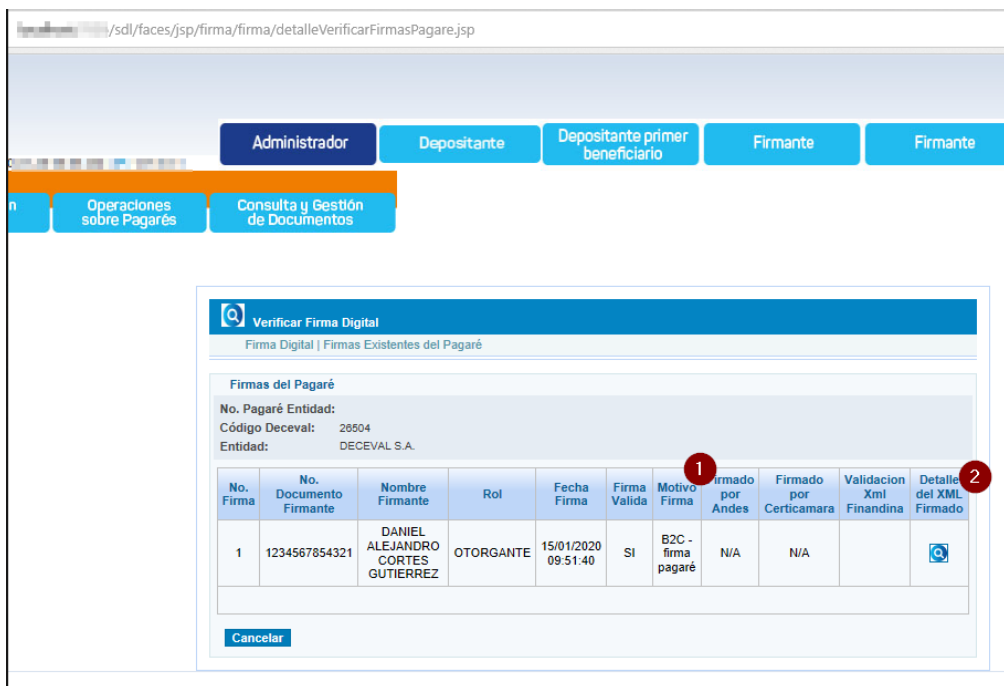 /sdl/faces/jsp/firma/firma/detalleVerificarFirmasPagare.jsp
Administrador
Depositante
Depositante primer
beneficiario
Firmante
Firmante
n
Operaciones
sobre Pagarés
Consulta y Gestión
de Documentos
Verificar Firma Digital
Firma Digital | Firmas Existentes del Pagaré
Firmas del Pagaré
No. Pagaré Entidad:
Código Deceval: 26504
Entidad: DECEVAL S.A.
1
2
No.
Firma
No.
Documento
Firmante
Nombre
Firmante
Rol
Fecha
Firma
Firma
Valida
Motivo
Firma
irmado
por
Andes
Firmado
por
Certicamara
Validacion
Xml
Finandina
Detalle
del XML
Firmado
1
1234567854321
DANIEL
ALEJANDRO
CORTES
GUTIERREZ
OTORGANTE
15/01/2020
09:51:40
SI
B2C -
firma
pagaré
N/A
N/A
Cancelar